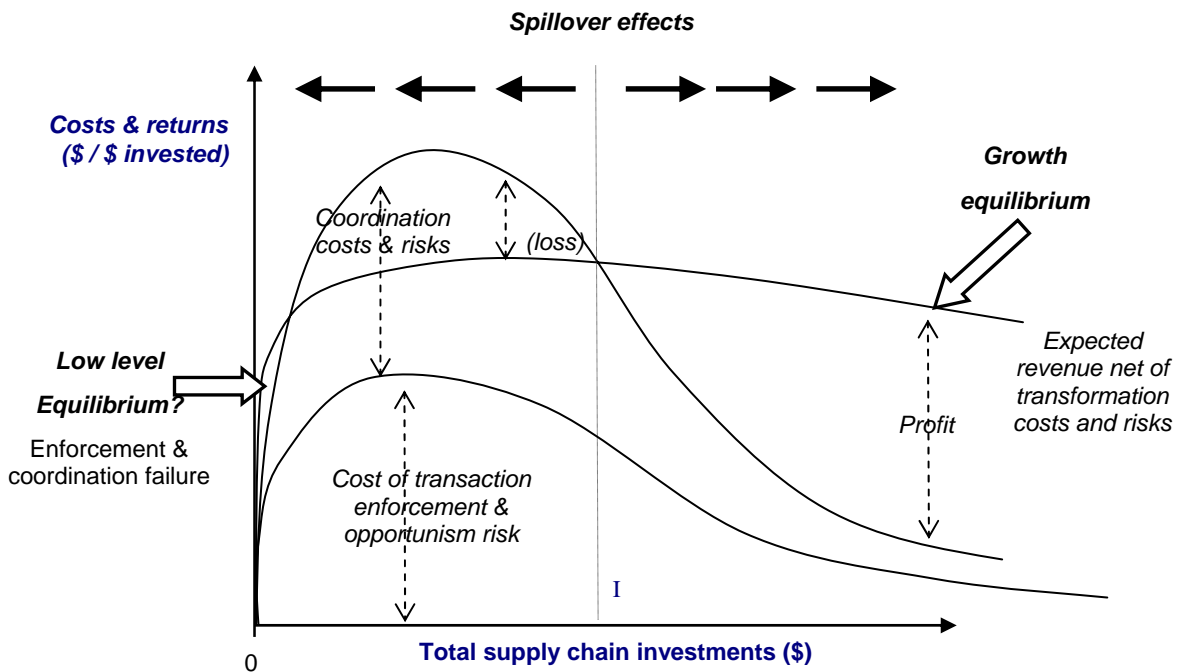 Spillover effects
Costs & returns
($ / $ invested)
Growth
equilibrium
Coordination
costs & risks
(loss)
Low level
Equilibrium?
Enforcement &
coordination failure
Expected
revenue net of
transformation
costs and risks
Profit
Cost of transaction
enforcement &
opportunism risk
I
0
Total supply chain investments ($)